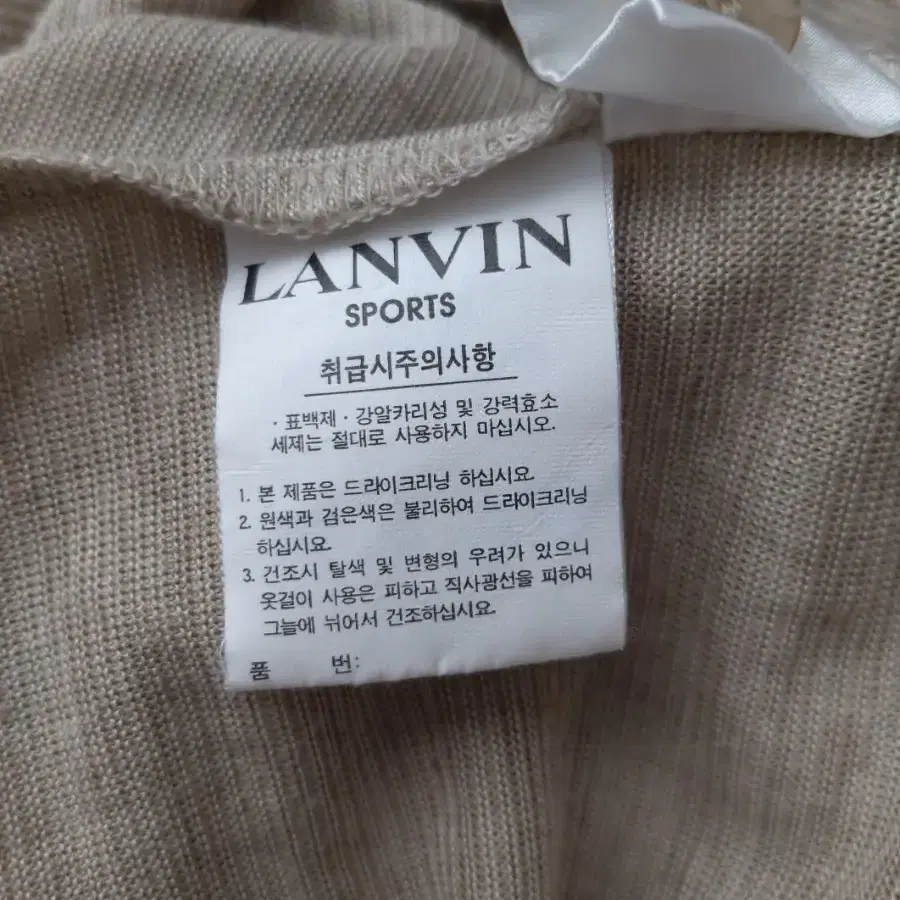 LANVIN
SPORTS
취급시주의사항
· 표백제 · 강알카리성 및 강력효소
세제는 절대로 사용하지 마십시오.
1. 본 제품은 드라이크리닝 하십시요.
2. 원색과 검은색은 불리하여 드라이크리닝
하십시요.
3. 건조시 탈색 및 변형의 우려가 있으니
옷걸이 사용은 피하고 직사광선을 피하여
그늘에 뉘어서 건조하십시요.
품 번: